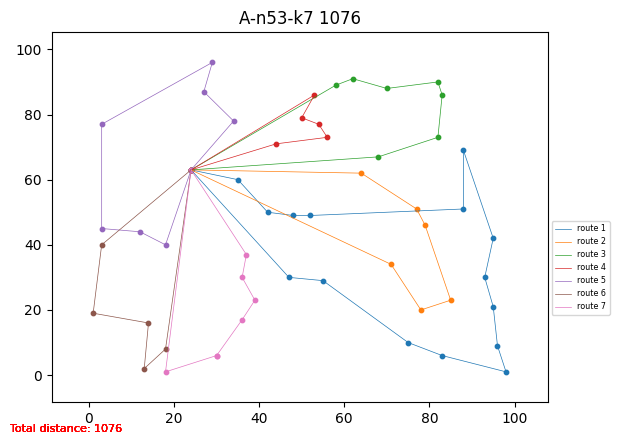 A-n53-k7 1076
100
80
60
40
20
0
0 20 40 60 80 100
route 1
route 2
route 3
route 4
route 5
route 6
route 7
Total distance: 1076